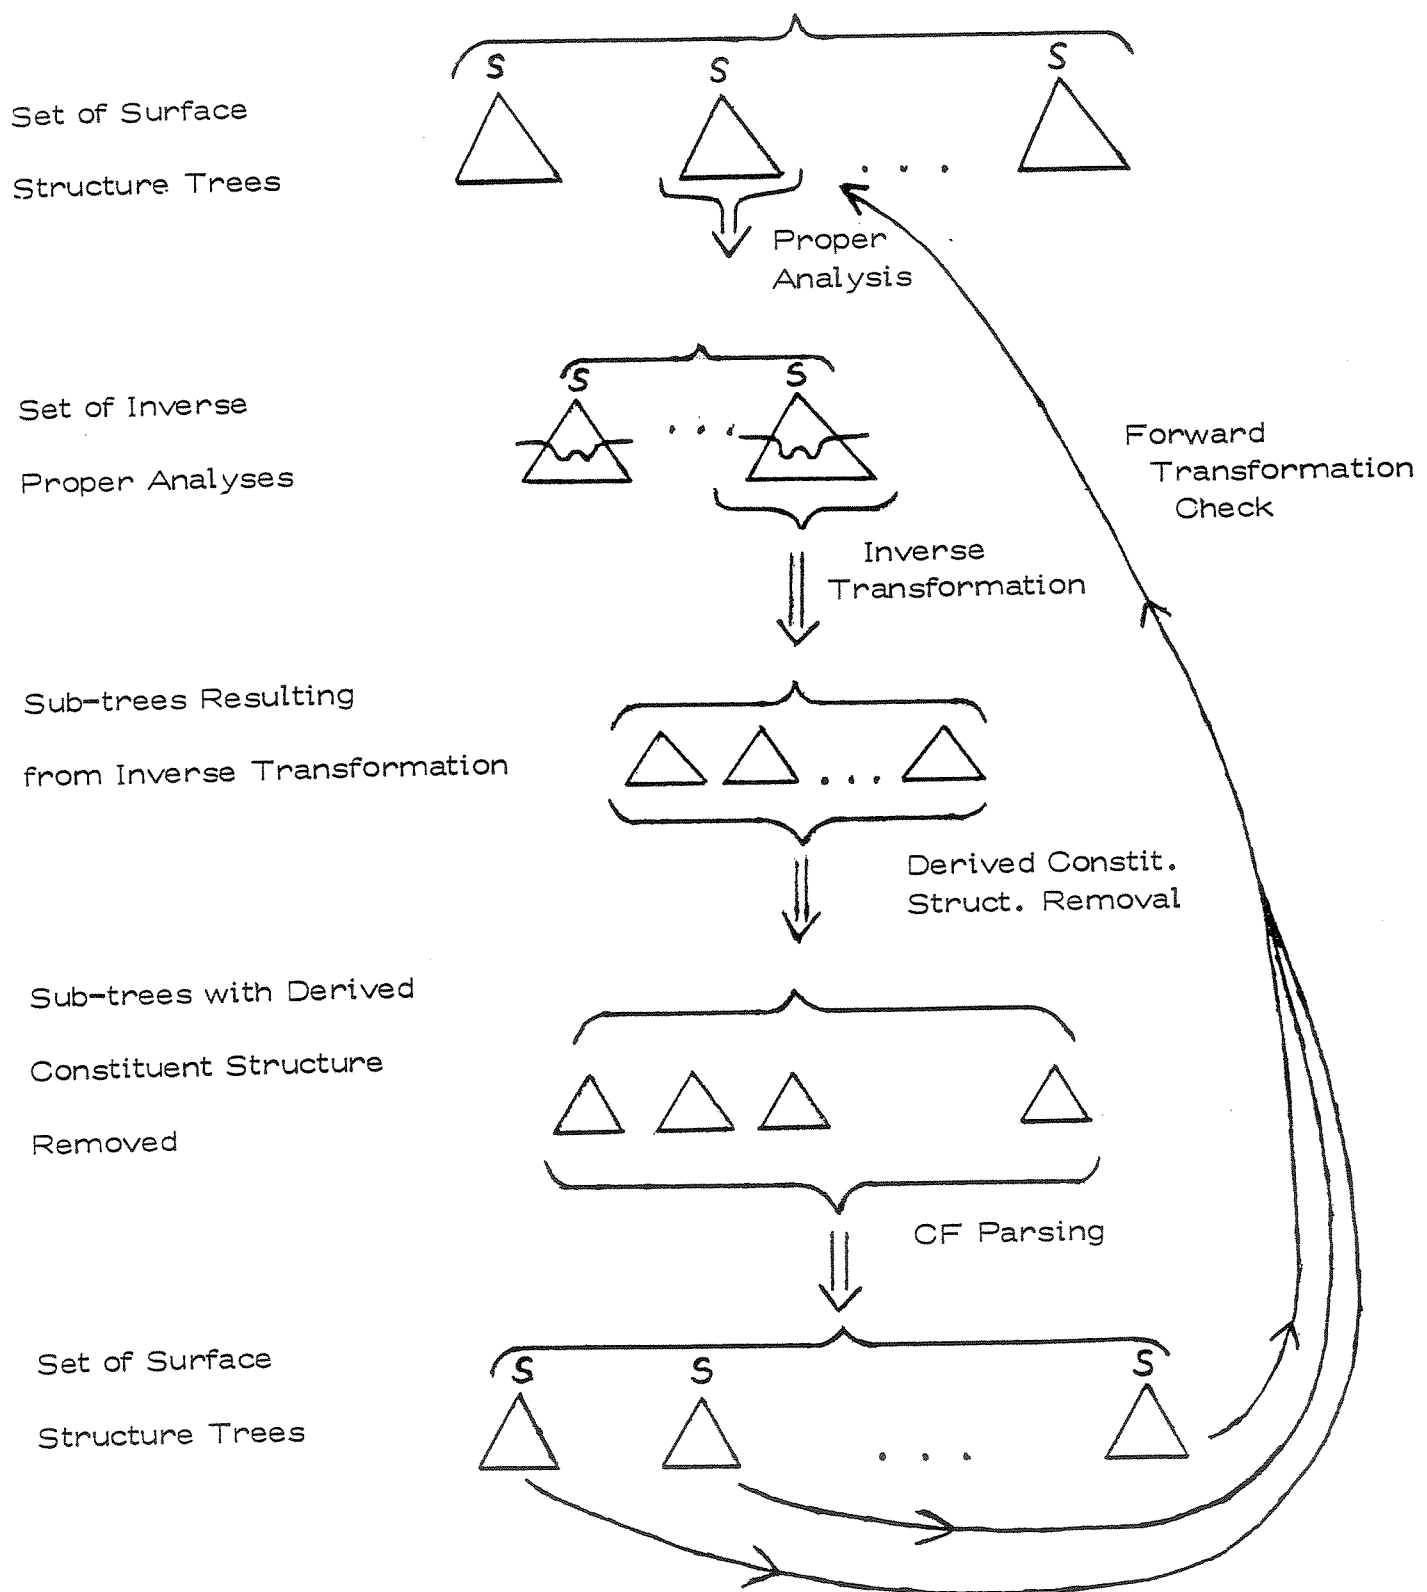 S S S
Set of Surface
Structure Trees
. . .
Proper
Analysis
S S
Set of Inverse
. . .
Proper Analyses
Forward
Transformation
Check
Inverse
Transformation
Sub-trees Resulting
from Inverse Transformation
. . .
Derived Constit.
Struct. Removal
Sub-trees with Derived
Constituent Structure
Removed
CF Parsing
Set of Surface
S S S
Structure Trees
. . .